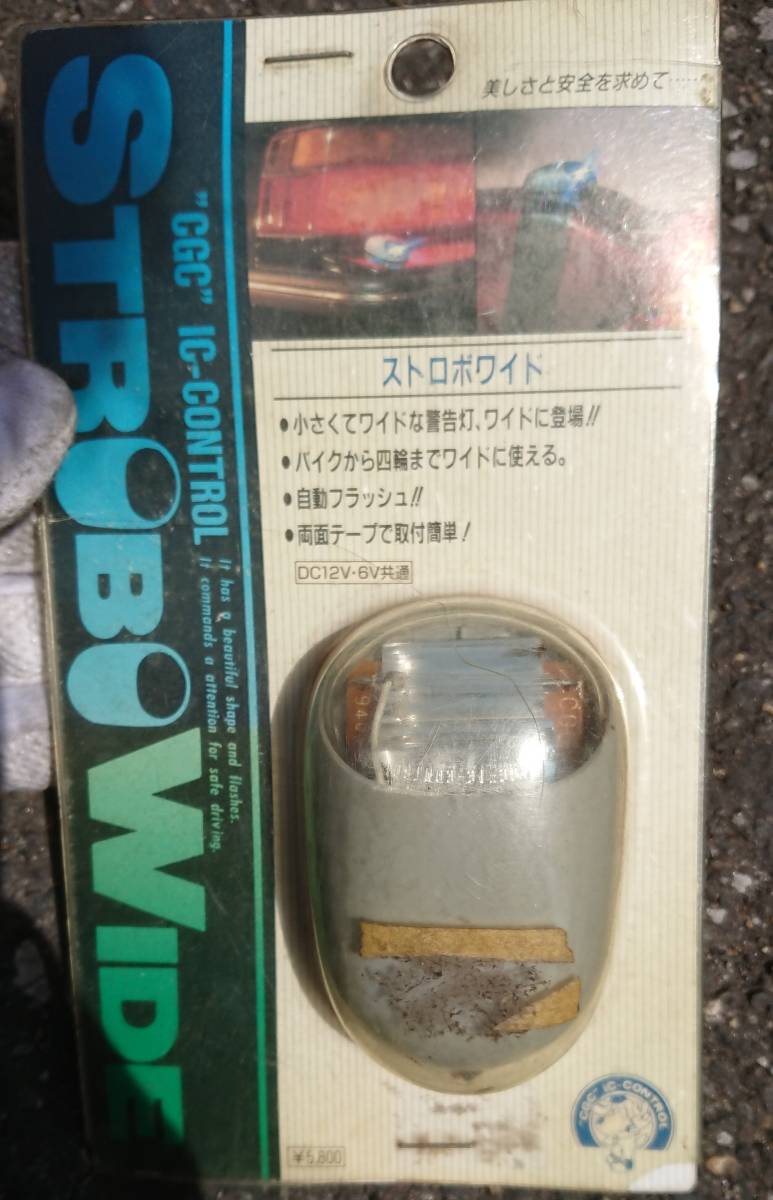 美しさと安全を求めて……
STROBO WIDE
"CGC" IC-CONTROL
It has a beautiful shape and flashes.
It commands a attention for safe driving.
ストロボワイド
●小さくてワイドな警告灯、ワイドに登場!!
●バイクから四輪までワイドに使える。
●自動フラッシュ!!
●両面テープで取付簡単!
DC12V・6V共通
"CGC" IC-CONTROL
¥5,800